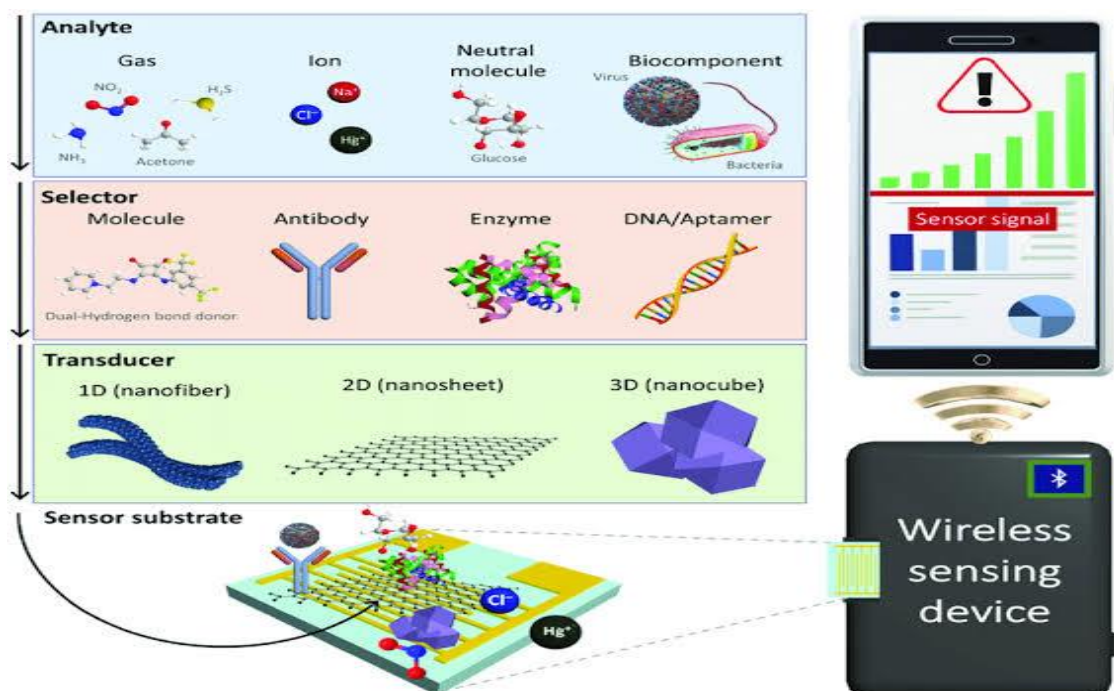 Analyte
Gas
Ion
Neutral
molecule
Biocomponent
NO₂
H₂S
NH₃
Acetone
Na⁺
Cl⁻
Hg⁺
Glucose
Virus
Bacteria
Selector
Molecule
Antibody
Enzyme
DNA/Aptamer
Dual-Hydrogen bond donor
Transducer
1D (nanofiber)
2D (nanosheet)
3D (nanocube)
Sensor substrate
Cl⁻
Hg⁺
!
Sensor signal
Wireless
sensing
device